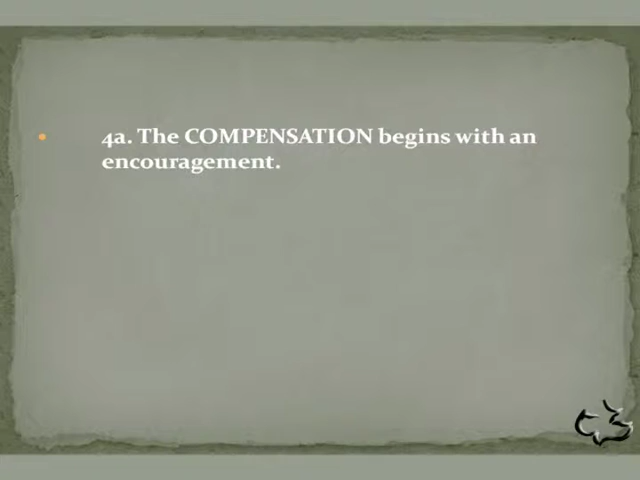 • 4a. The COMPENSATION begins with an
encouragement.